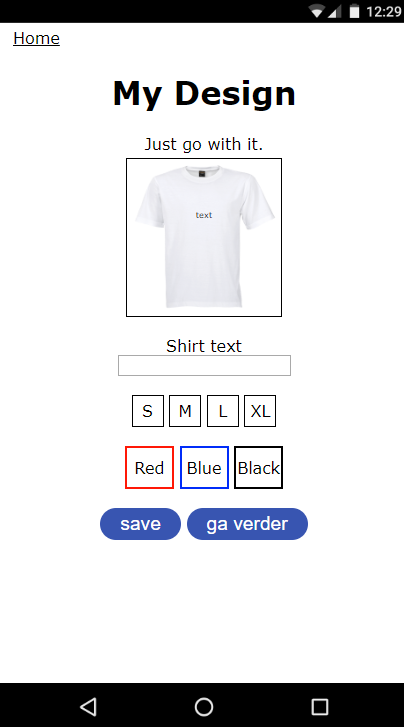 12:29
Home
My Design
Just go with it.
text
Shirt text
S M L XL
Red Blue Black
save ga verder